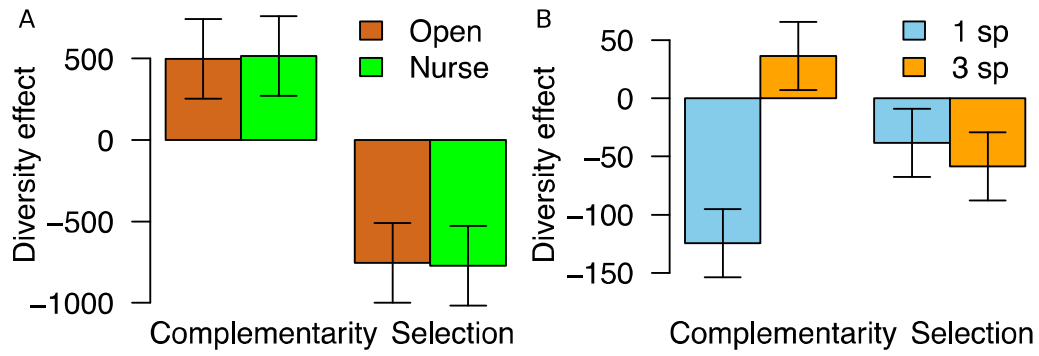 A
Diversity effect
500
0
−500
−1000
Open
Nurse
Complementarity Selection
B
Diversity effect
50
0
−50
−100
−150
1 sp
3 sp
Complementarity Selection